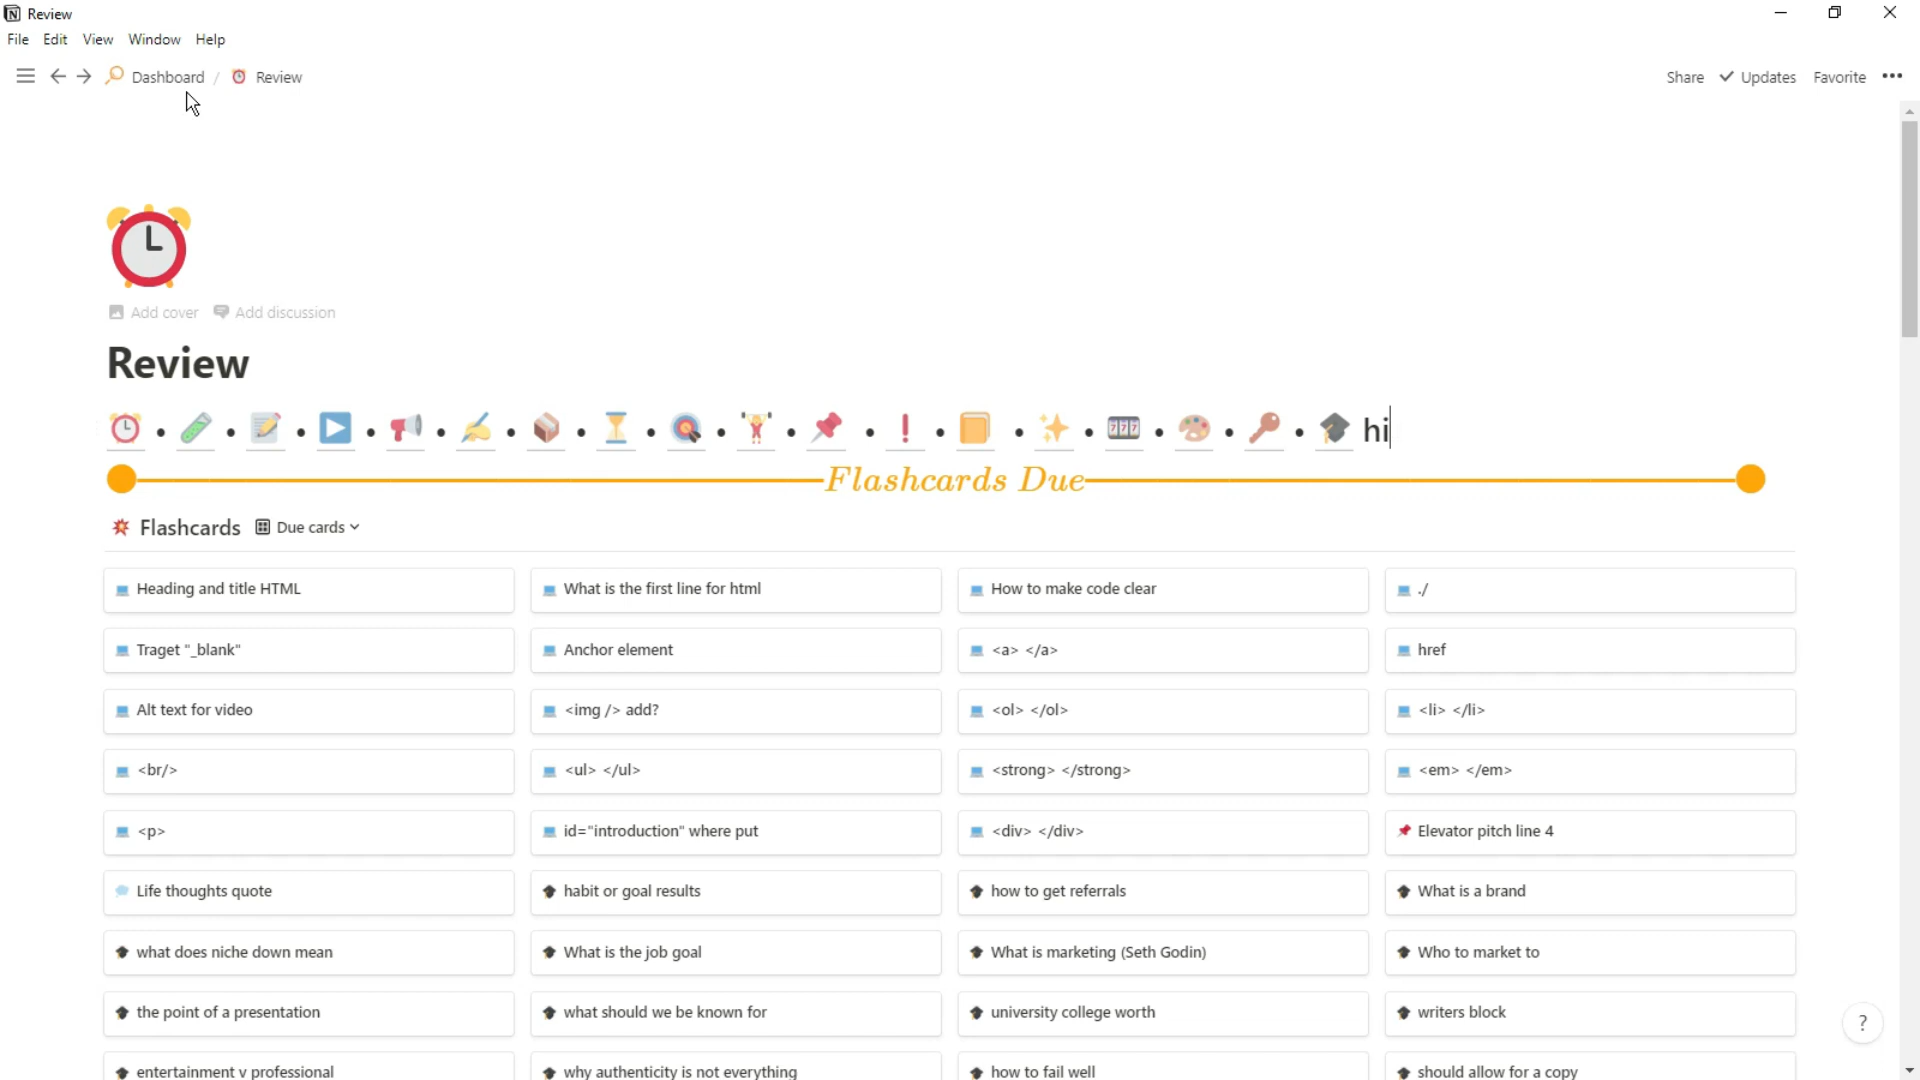 Review
File Edit View Window Help
Dashboard / Review
Share Updates Favorite
Add cover Add discussion
Review
• • • • • • • • • • • • • • • • • hi
Flashcards Due
Flashcards Due cards
Heading and title HTML
What is the first line for html
How to make code clear
./
Traget "_blank"
Anchor element
<a> </a>
href
Alt text for video
<img /> add?
<ol> </ol>
<li> </li>
<br/>
<ul> </ul>
<strong> </strong>
<em> </em>
<p>
id="introduction" where put
<div> </div>
Elevator pitch line 4
Life thoughts quote
habit or goal results
how to get referrals
What is a brand
what does niche down mean
What is the job goal
What is marketing (Seth Godin)
Who to market to
the point of a presentation
what should we be known for
university college worth
writers block
?
entertainment v professional
why authenticity is not everything
how to fail well
should allow for a copy